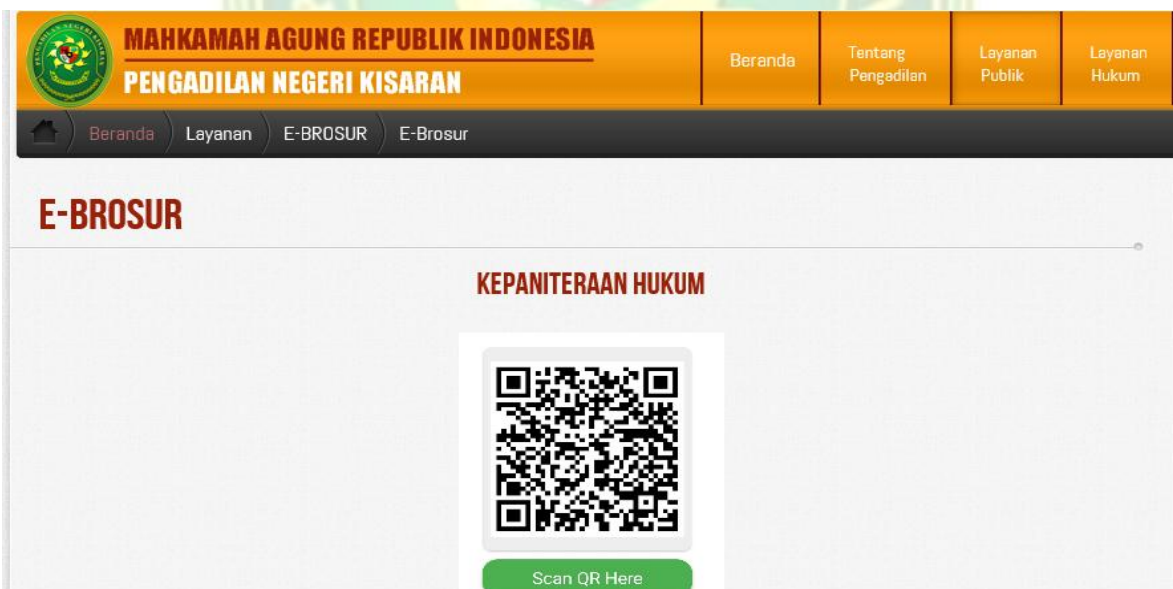 MAHKAMAH AGUNG REPUBLIK INDONESIA
PENGADILAN NEGERI KISARAN
Beranda
Tentang
Pengadilan
Layanan
Publik
Layanan
Hukum
Beranda Layanan E-BROSUR E-Brosur
E-BROSUR
KEPANITERAAN HUKUM
Scan QR Here